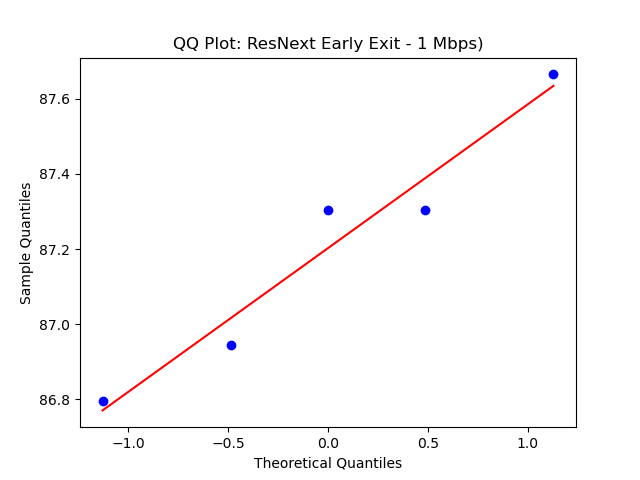 QQ Plot: ResNext Early Exit - 1 Mbps)
87.6
87.4
87.2
87.0
86.8
Sample Quantiles
−1.0 −0.5 0.0 0.5 1.0
Theoretical Quantiles